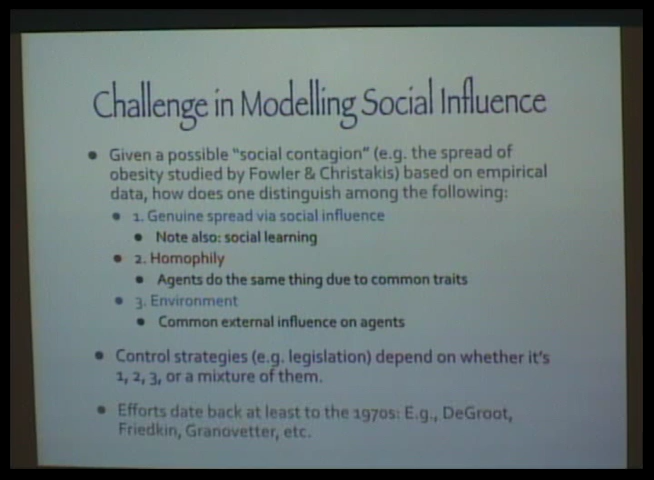 Challenge in Modelling Social Influence
• Given a possible "social contagion" (e.g. the spread of
obesity studied by Fowler & Christakis) based on empirical
data, how does one distinguish among the following:
• 1. Genuine spread via social influence
• Note also: social learning
• 2. Homophily
• Agents do the same thing due to common traits
• 3. Environment
• Common external influence on agents
• Control strategies (e.g. legislation) depend on whether it's
1, 2, 3, or a mixture of them.
• Efforts date back at least to the 1970s: E.g., DeGroot,
Friedkin, Granovetter, etc.